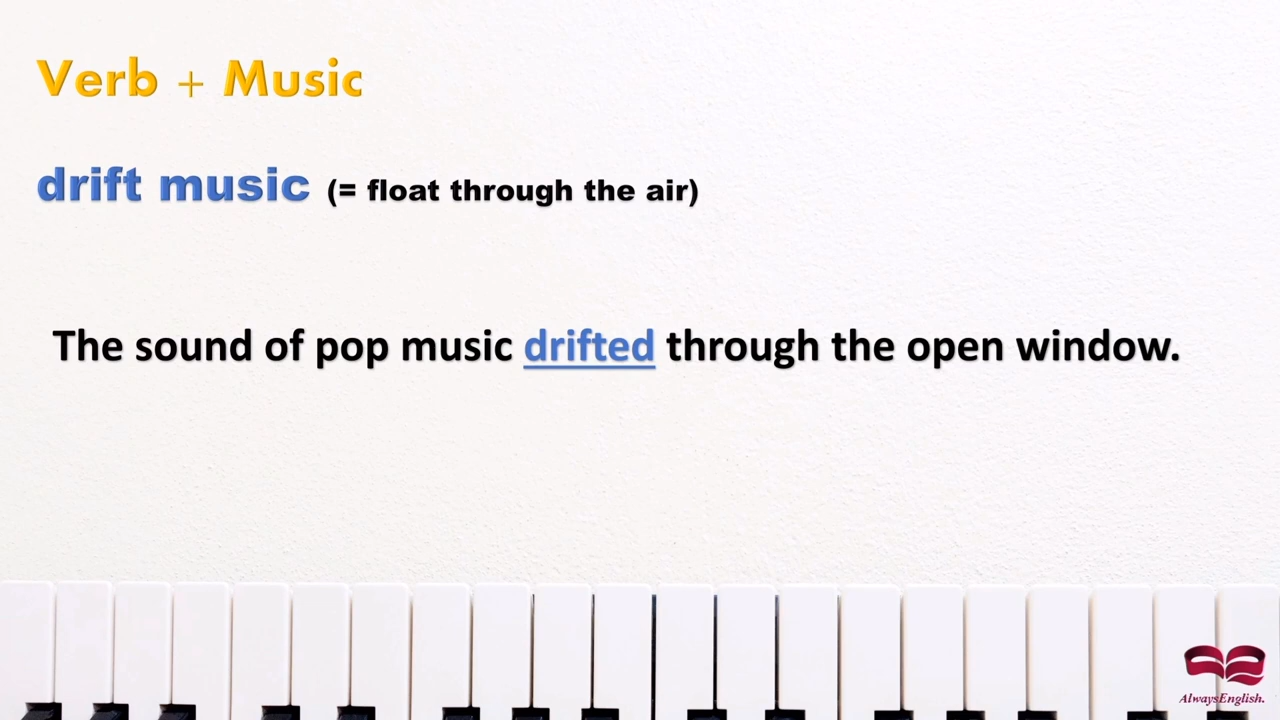 Verb + Music
drift music (= float through the air)
The sound of pop music drifted through the open window.
AlwaysEnglish.